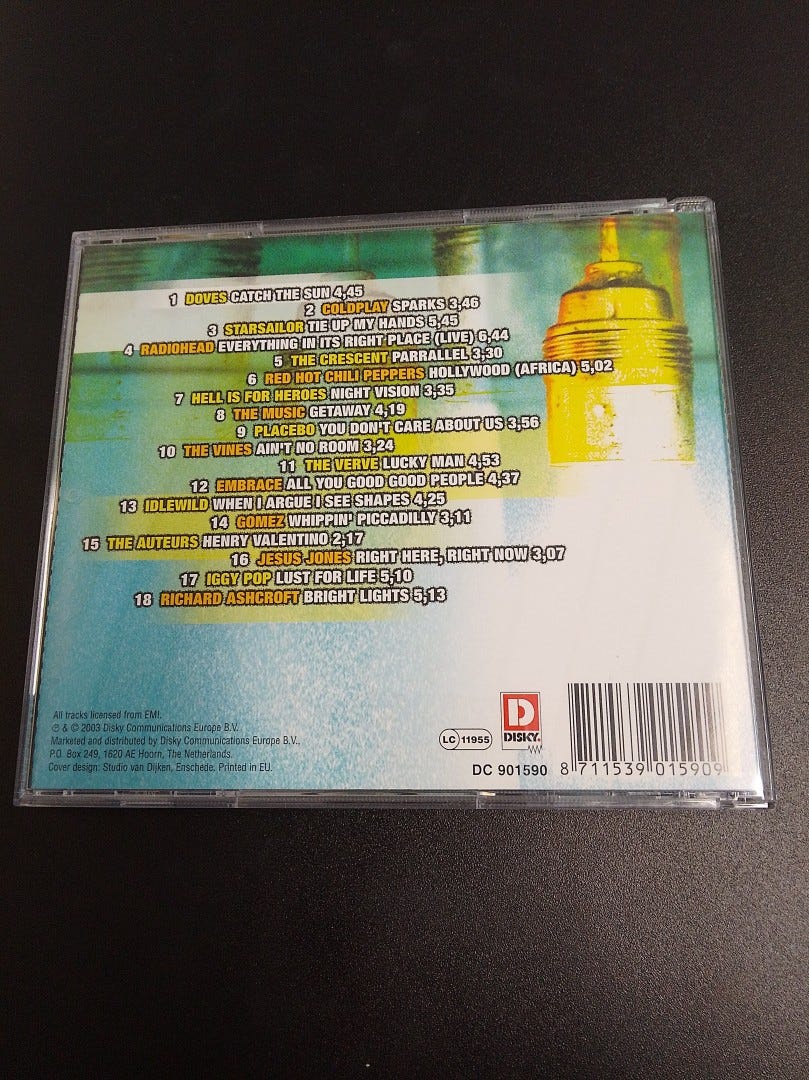 1 DOVES CATCH THE SUN 4,45
2 COLDPLAY SPARKS 3,46
3 STARSAILOR TIE UP MY HANDS 5,45
4 RADIOHEAD EVERYTHING IN ITS RIGHT PLACE (LIVE) 6,44
5 THE CRESCENT PARRALLEL 3,30
6 RED HOT CHILI PEPPERS HOLLYWOOD (AFRICA) 5,02
7 HELL IS FOR HEROES NIGHT VISION 3,35
8 THE MUSIC GETAWAY 4,19
9 PLACEBO YOU DON'T CARE ABOUT US 3,56
10 THE VINES AIN'T NO ROOM 3,24
11 THE VERVE LUCKY MAN 4,53
12 EMBRACE ALL YOU GOOD GOOD PEOPLE 4,37
13 IDLEWILD WHEN I ARGUE I SEE SHAPES 4,25
14 GOMEZ WHIPPIN' PICCADILLY 3,11
15 THE AUTEURS HENRY VALENTINO 2,17
16 JESUS JONES RIGHT HERE, RIGHT NOW 3,07
17 IGGY POP LUST FOR LIFE 5,10
18 RICHARD ASHCROFT BRIGHT LIGHTS 5,13
All tracks licensed from EMI.
℗ & © 2003 Disky Communications Europe B.V.
Marketed and distributed by Disky Communications Europe B.V.,
P.O. Box 249, 1620 AE Hoorn, The Netherlands.
Cover design: Studio van Dijken, Enschede. Printed in EU.
LC 11955
D
DISKY.
DC 901590
8 711539 015909